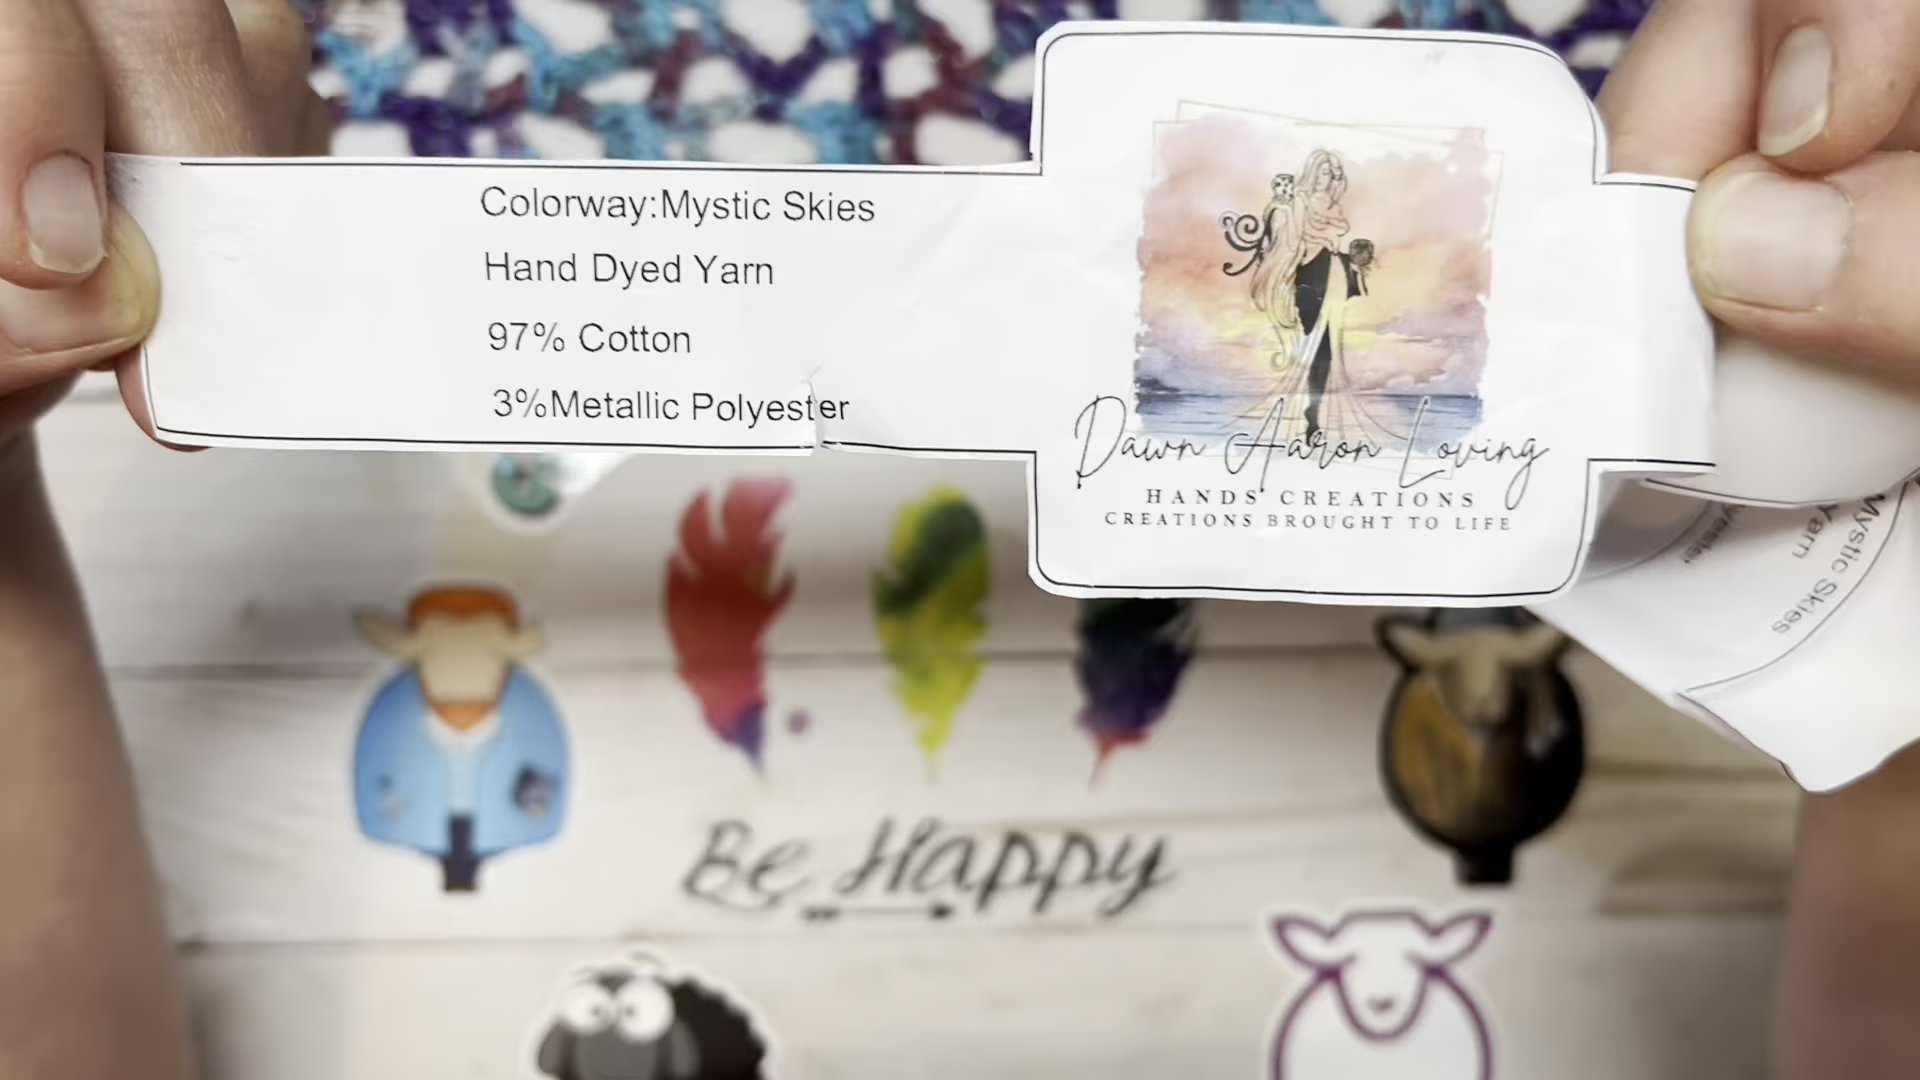 Colorway:Mystic Skies
Hand Dyed Yarn
97% Cotton
3%Metallic Polyester
Dawn Aaron Loving
HANDS CREATIONS
CREATIONS BROUGHT TO LIFE
Mystic Skies
Yarn
Be Happy